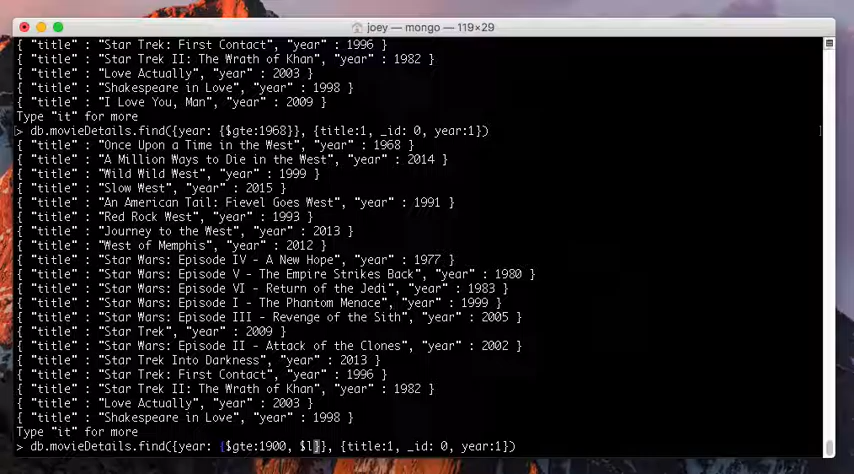 joey — mongo — 119×29
{ "title" : "Star Trek: First Contact", "year" : 1996 }
{ "title" : "Star Trek II: The Wrath of Khan", "year" : 1982 }
{ "title" : "Love Actually", "year" : 2003 }
{ "title" : "Shakespeare in Love", "year" : 1998 }
{ "title" : "I Love You, Man", "year" : 2009 }
Type "it" for more
> db.movieDetails.find({year: {$gte:1968}}, {title:1, _id: 0, year:1})
{ "title" : "Once Upon a Time in the West", "year" : 1968 }
{ "title" : "A Million Ways to Die in the West", "year" : 2014 }
{ "title" : "Wild Wild West", "year" : 1999 }
{ "title" : "Slow West", "year" : 2015 }
{ "title" : "An American Tail: Fievel Goes West", "year" : 1991 }
{ "title" : "Red Rock West", "year" : 1993 }
{ "title" : "Journey to the West", "year" : 2013 }
{ "title" : "West of Memphis", "year" : 2012 }
{ "title" : "Star Wars: Episode IV - A New Hope", "year" : 1977 }
{ "title" : "Star Wars: Episode V - The Empire Strikes Back", "year" : 1980 }
{ "title" : "Star Wars: Episode VI - Return of the Jedi", "year" : 1983 }
{ "title" : "Star Wars: Episode I - The Phantom Menace", "year" : 1999 }
{ "title" : "Star Wars: Episode III - Revenge of the Sith", "year" : 2005 }
{ "title" : "Star Trek", "year" : 2009 }
{ "title" : "Star Wars: Episode II - Attack of the Clones", "year" : 2002 }
{ "title" : "Star Trek Into Darkness", "year" : 2013 }
{ "title" : "Star Trek: First Contact", "year" : 1996 }
{ "title" : "Star Trek II: The Wrath of Khan", "year" : 1982 }
{ "title" : "Love Actually", "year" : 2003 }
{ "title" : "Shakespeare in Love", "year" : 1998 }
Type "it" for more
> db.movieDetails.find({year: {$gte:1900, $l}}, {title:1, _id: 0, year:1})